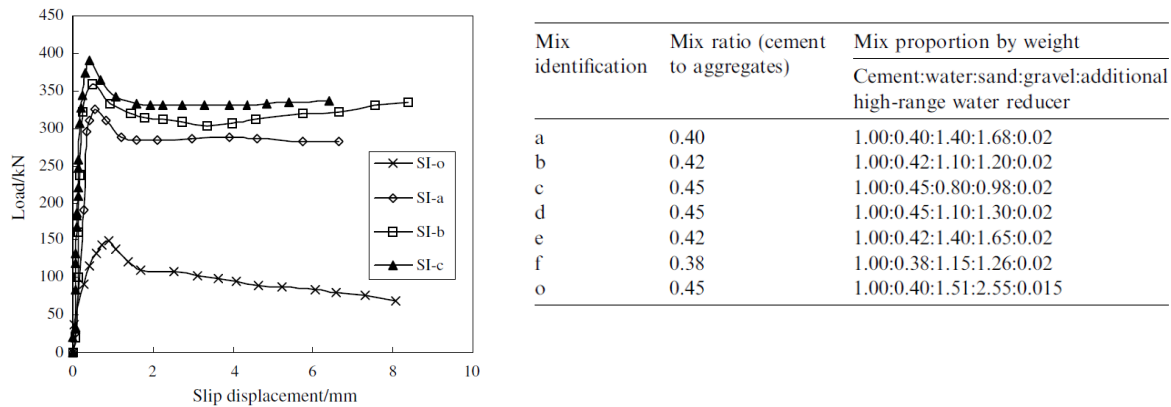 450
400
350
300
250
200
150
100
50
0
Load/kN
0 2 4 6 8 10
Slip displacement/mm
SI-o
SI-a
SI-b
SI-c
Mix identification
Mix ratio (cement to aggregates)
Mix proportion by weight
Cement:water:sand:gravel:additional
high-range water reducer
a 0.40 1.00:0.40:1.40:1.68:0.02
b 0.42 1.00:0.42:1.10:1.20:0.02
c 0.45 1.00:0.45:0.80:0.98:0.02
d 0.45 1.00:0.45:1.10:1.30:0.02
e 0.42 1.00:0.42:1.40:1.65:0.02
f 0.38 1.00:0.38:1.15:1.26:0.02
o 0.45 1.00:0.40:1.51:2.55:0.015